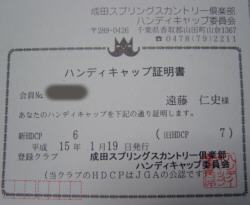 成田スプリングスカントリー倶楽部
ハンディキャップ委員会
〒289-0426 千葉県香取郡山田町山倉1367
☎0478(79)2211
ハンディキャップ証明書
会員No
遠藤 仁史様
あなたのハンディキャップを下記の通り証明します。
新HDCP 6 (旧HDCP 7)
平成 15年 1月19日発行
登録クラブ 成田スプリングスカントリー倶楽部
ハンディキャップ委員会
(当クラブのHDCPはJGAの公認です)